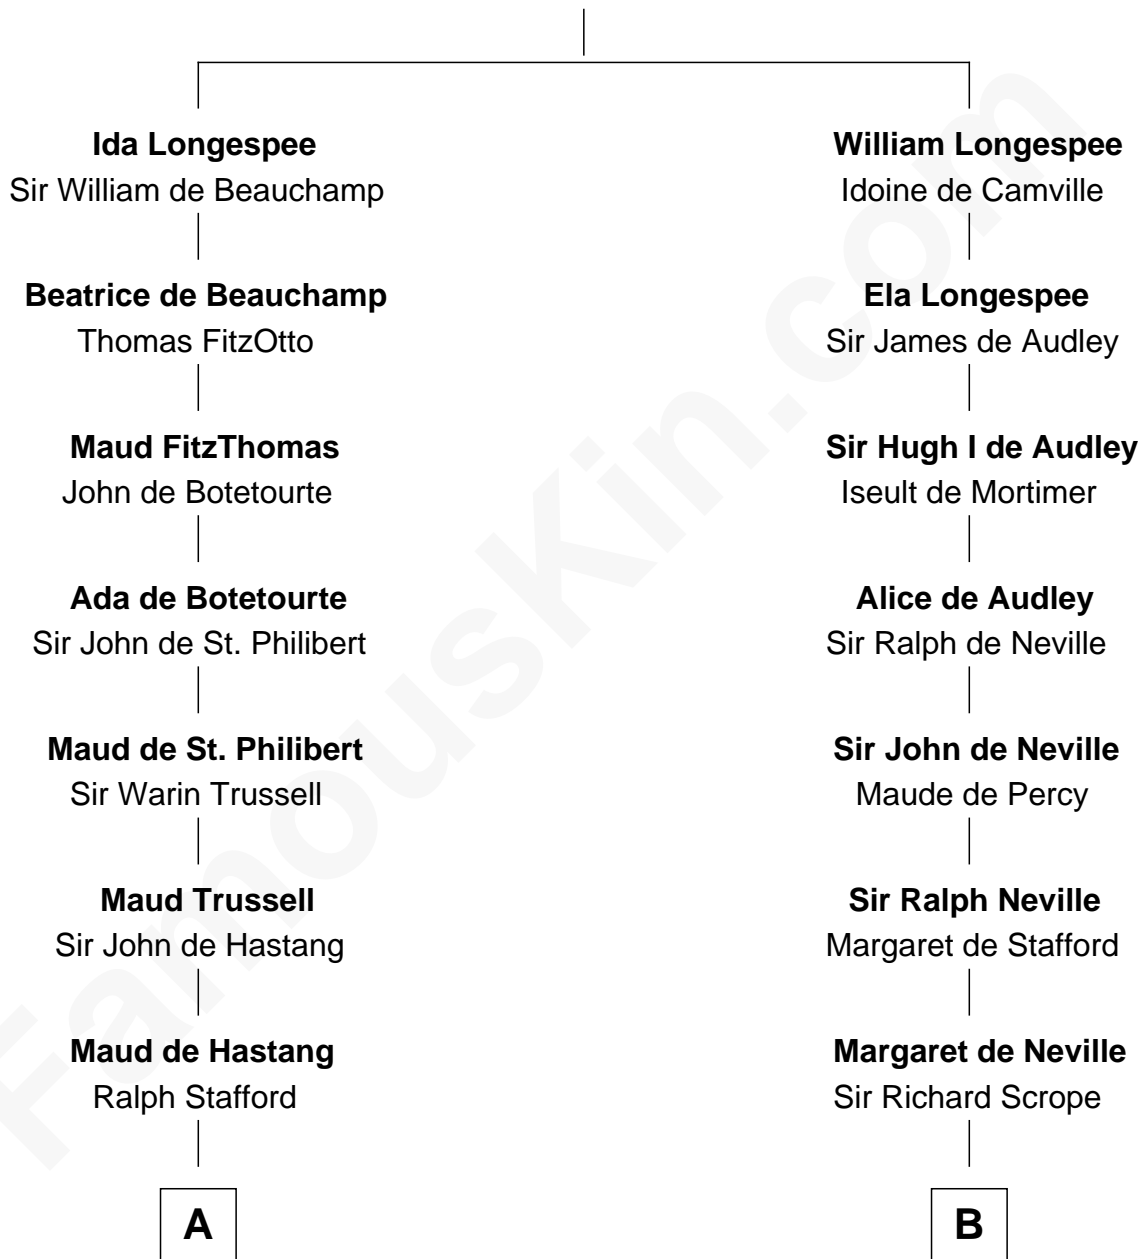 Ida Longespee
Sir William de Beauchamp
Beatrice de Beauchamp
Thomas FitzOtto
Maud FitzThomas
John de Botetourte
Ada de Botetourte
Sir John de St. Philibert
Maud de St. Philibert
Sir Warin Trussell
Maud Trussell
Sir John de Hastang
Maud de Hastang
Ralph Stafford
A
William Longespee
Idoine de Camville
Ela Longespee
Sir James de Audley
Sir Hugh I de Audley
Iseult de Mortimer
Alice de Audley
Sir Ralph de Neville
Sir John de Neville
Maude de Percy
Sir Ralph Neville
Margaret de Stafford
Margaret de Neville
Sir Richard Scrope
B
FamousKin.com